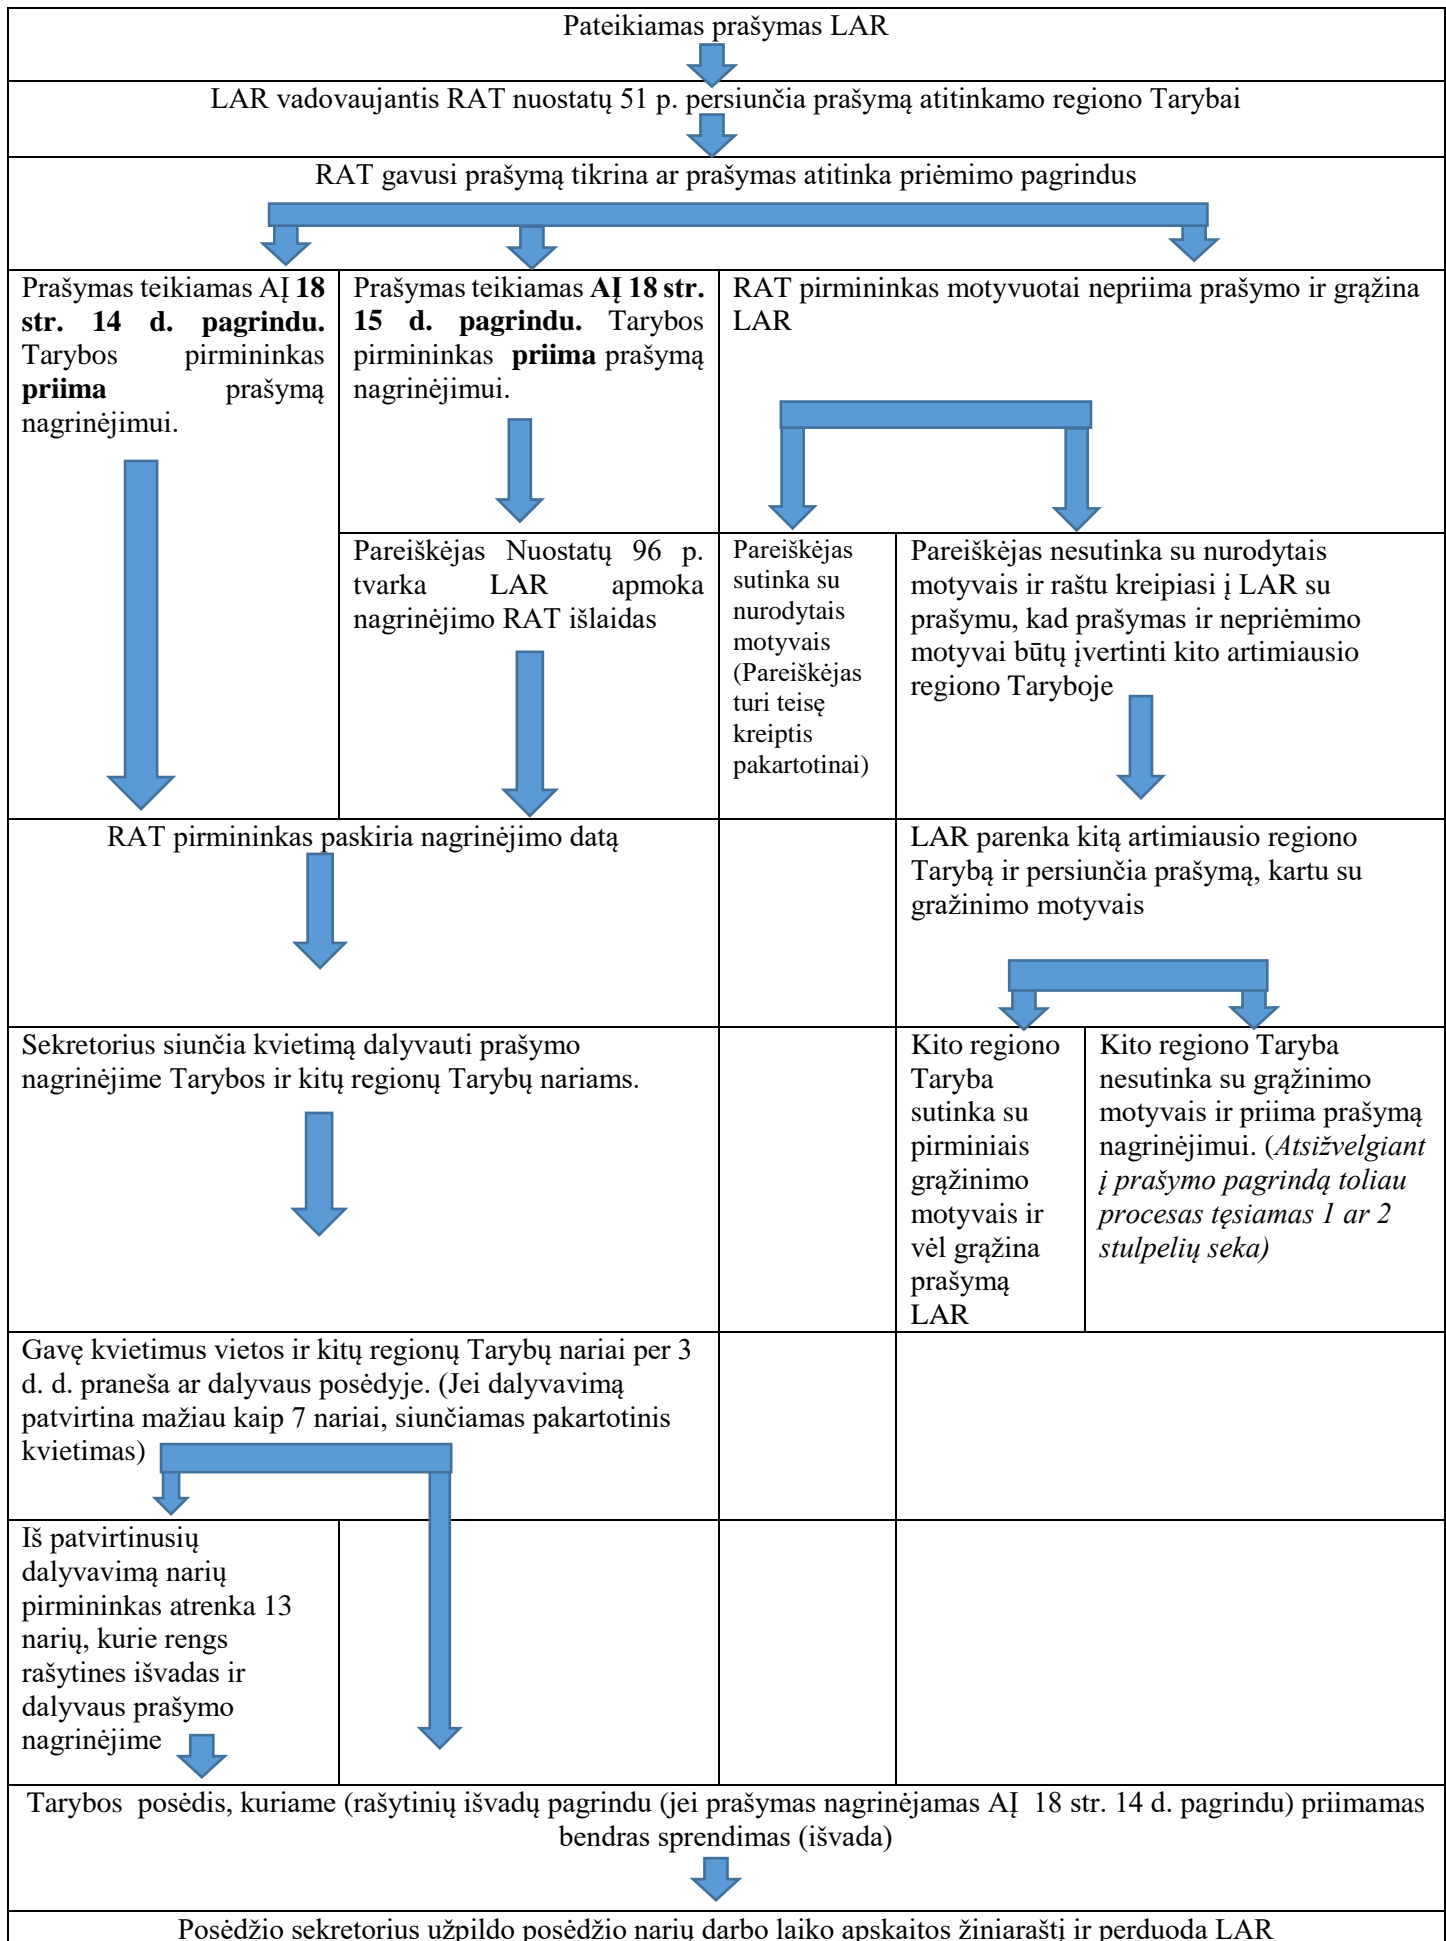 Pateikiamas prašymas LAR
LAR vadovaujantis RAT nuostatų 51 p. persiunčia prašymą atitinkamo regiono Tarybai
RAT gavusi prašymą tikrina ar prašymas atitinka priėmimo pagrindus
Prašymas teikiamas AĮ 18
str. 14 d. pagrindu.
Tarybos pirmininkas
priima prašymą
nagrinėjimui.
Prašymas teikiamas AĮ 18 str.
15 d. pagrindu. Tarybos
pirmininkas priima prašymą
nagrinėjimui.
RAT pirmininkas motyvuotai nepriima prašymo ir grąžina
LAR
Pareiškėjas Nuostatų 96 p.
tvarka LAR apmoka
nagrinėjimo RAT išlaidas
Pareiškėjas
sutinka su
nurodytais
motyvais
(Pareiškėjas
turi teisę
kreiptis
pakartotinai)
Pareiškėjas nesutinka su nurodytais
motyvais ir raštu kreipiasi į LAR su
prašymu, kad prašymas ir nepriėmimo
motyvai būtų įvertinti kito artimiausio
regiono Taryboje
RAT pirmininkas paskiria nagrinėjimo datą
LAR parenka kitą artimiausio regiono
Tarybą ir persiunčia prašymą, kartu su
gražinimo motyvais
Sekretorius siunčia kvietimą dalyvauti prašymo
nagrinėjime Tarybos ir kitų regionų Tarybų nariams.
Kito regiono
Taryba
sutinka su
pirminiais
grąžinimo
motyvais ir
vėl grąžina
prašymą
LAR
Kito regiono Taryba
nesutinka su grąžinimo
motyvais ir priima prašymą
nagrinėjimui. (Atsižvelgiant
į prašymo pagrindą toliau
procesas tęsiamas 1 ar 2
stulpelių seka)
Gavę kvietimus vietos ir kitų regionų Tarybų nariai per 3
d. d. praneša ar dalyvaus posėdyje. (Jei dalyvavimą
patvirtina mažiau kaip 7 nariai, siunčiamas pakartotinis
kvietimas)
Iš patvirtinusių
dalyvavimą narių
pirmininkas atrenka 13
narių, kurie rengs
rašytines išvadas ir
dalyvaus prašymo
nagrinėjime
Tarybos posėdis, kuriame (rašytinių išvadų pagrindu (jei prašymas nagrinėjamas AĮ 18 str. 14 d. pagrindu) priimamas
bendras sprendimas (išvada)
Posėdžio sekretorius užpildo posėdžio narių darbo laiko apskaitos žiniaraštį ir perduoda LAR